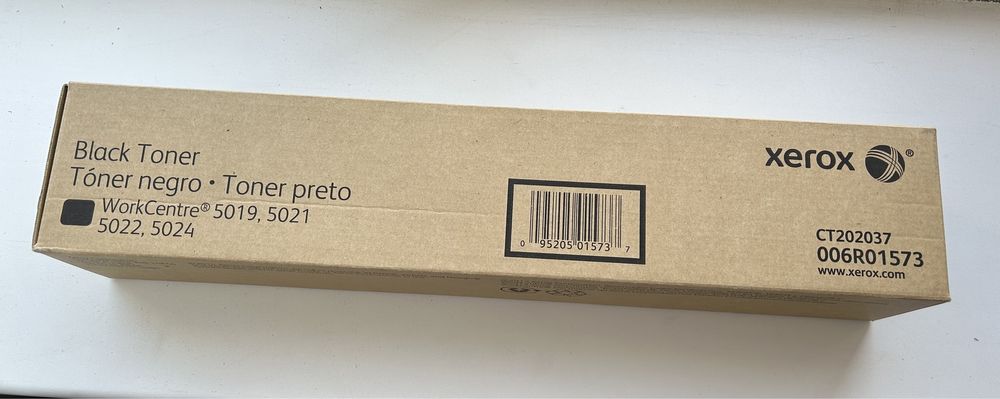 Black Toner
Tóner negro • Toner preto
WorkCentre® 5019, 5021
5022, 5024
0 95205 01573 7
xerox ®
CT202037
006R01573
www.xerox.com